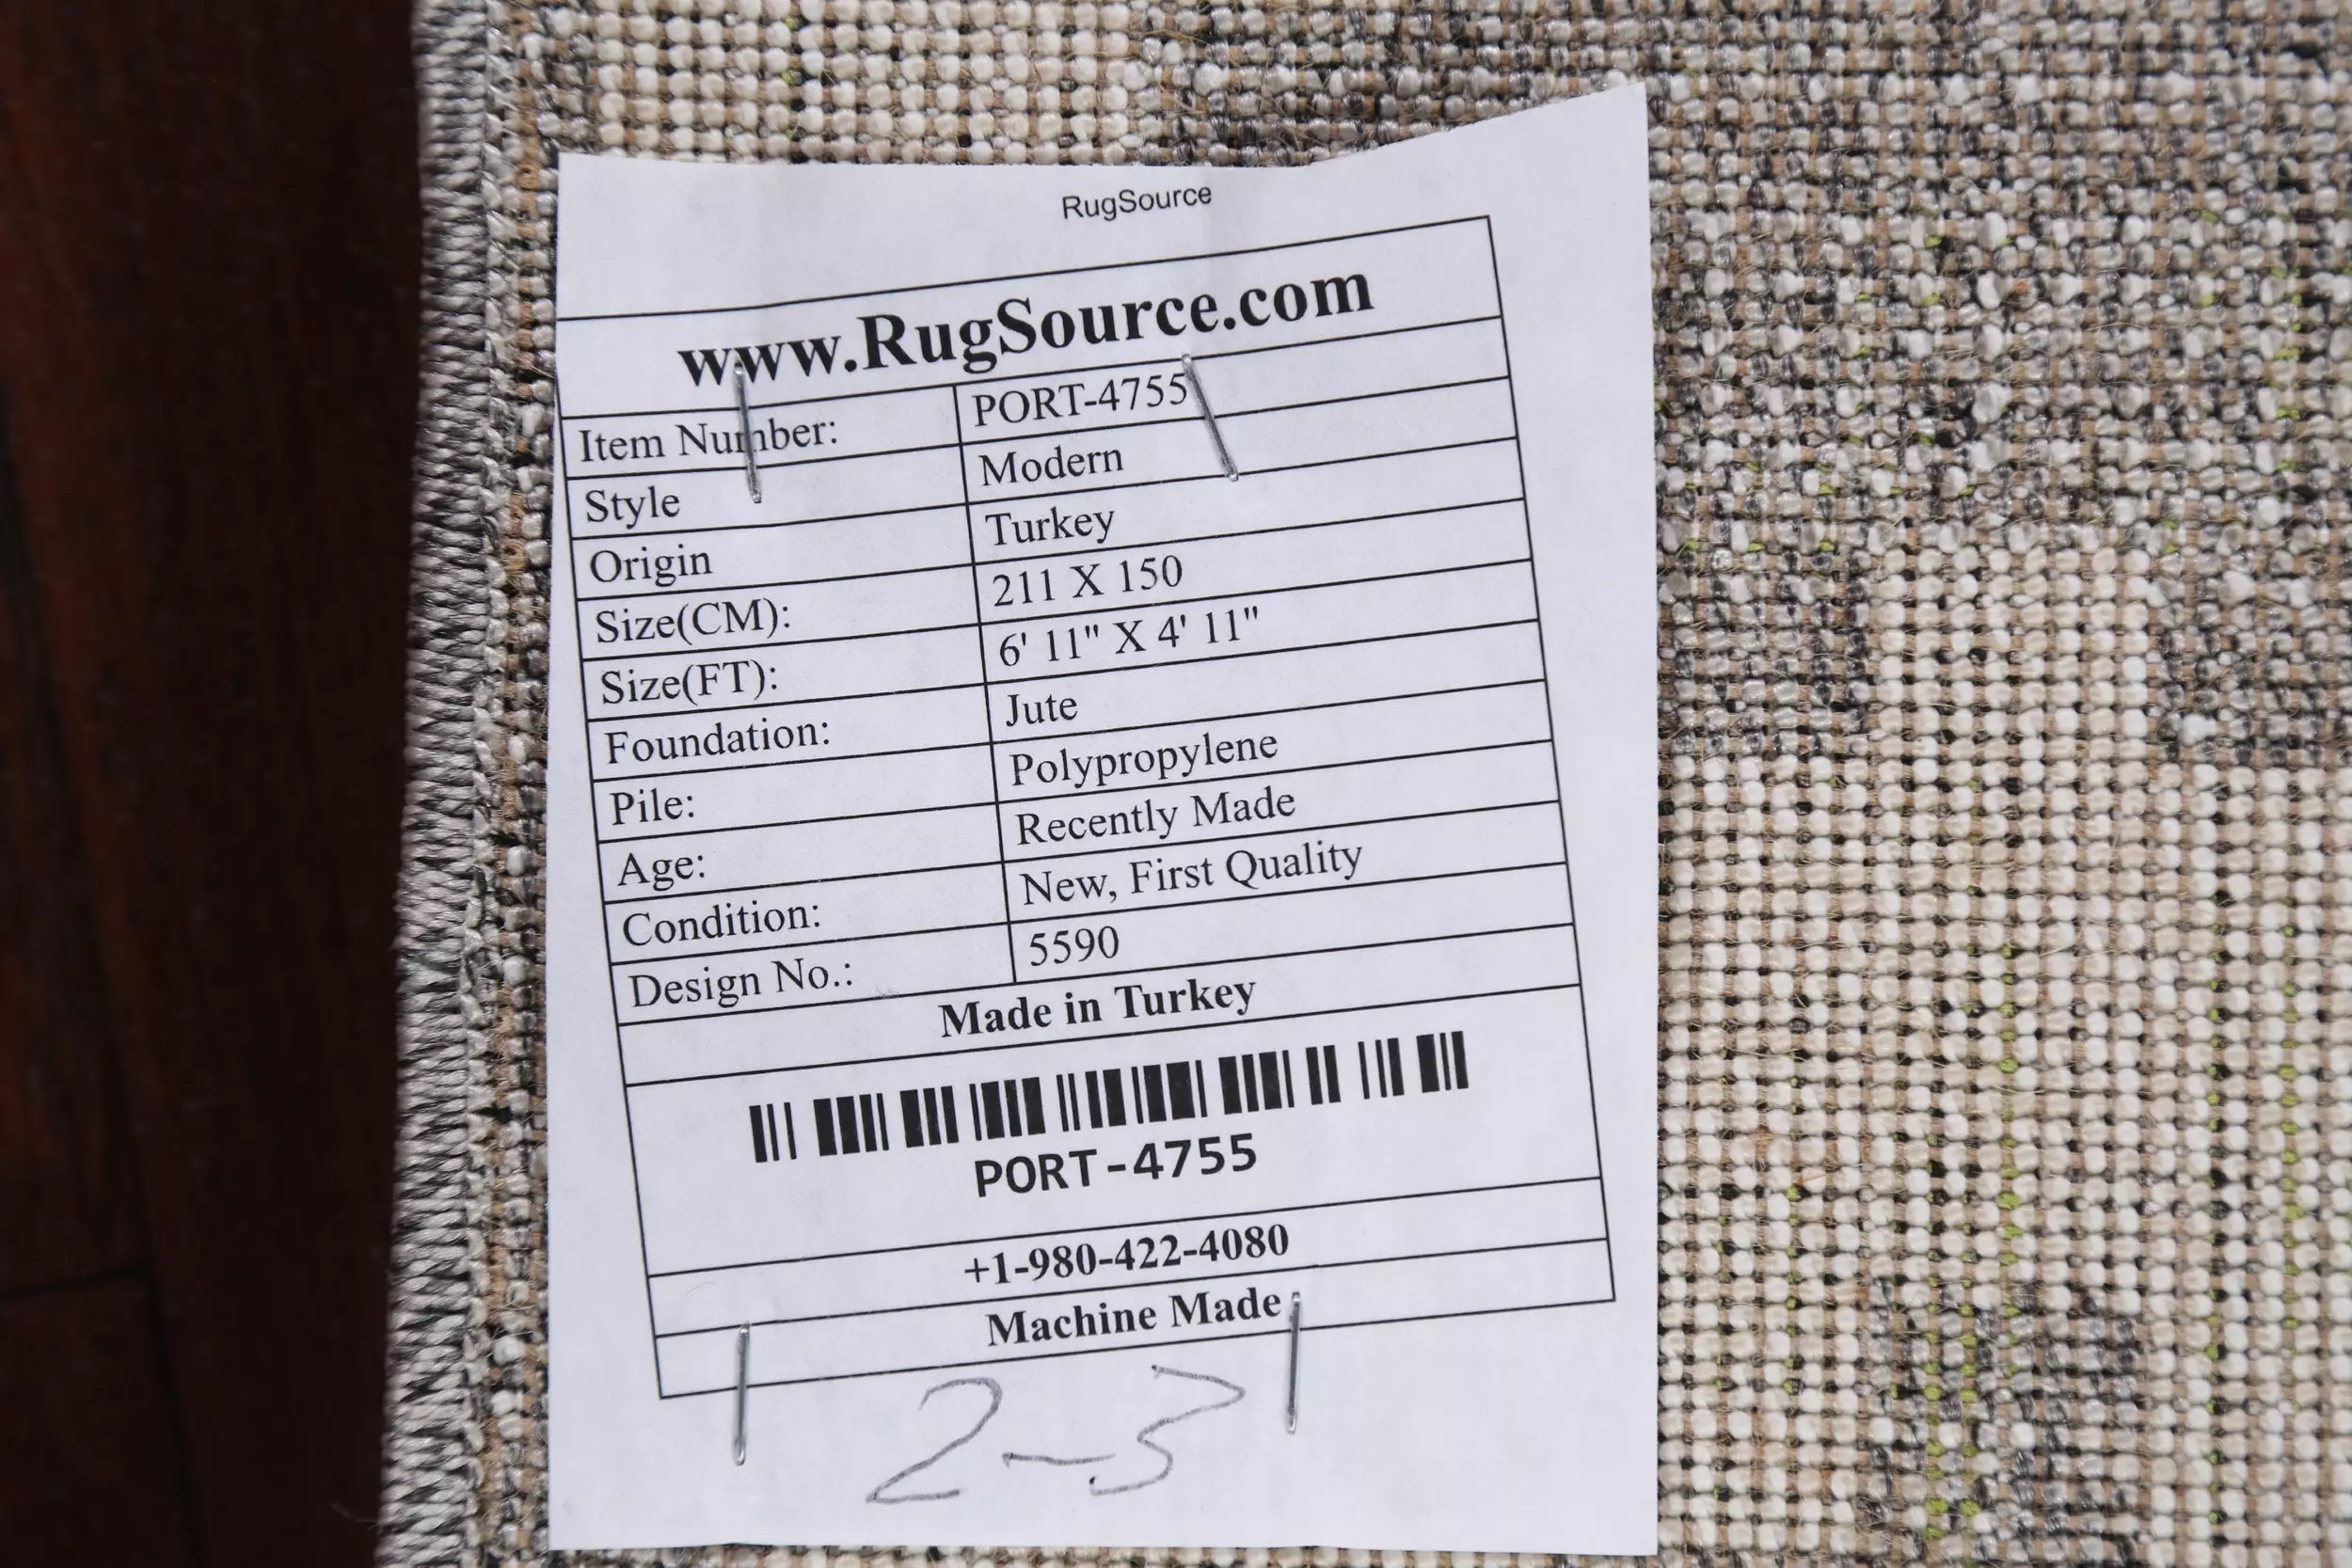 RugSource
www.RugSource.com
Item Number: PORT-4755
Style Modern
Origin Turkey
Size(CM): 211 X 150
Size(FT): 6' 11" X 4' 11"
Foundation: Jute
Pile: Polypropylene
Age: Recently Made
Condition: New, First Quality
Design No.: 5590
Made in Turkey
PORT-4755
+1-980-422-4080
Machine Made
2-3